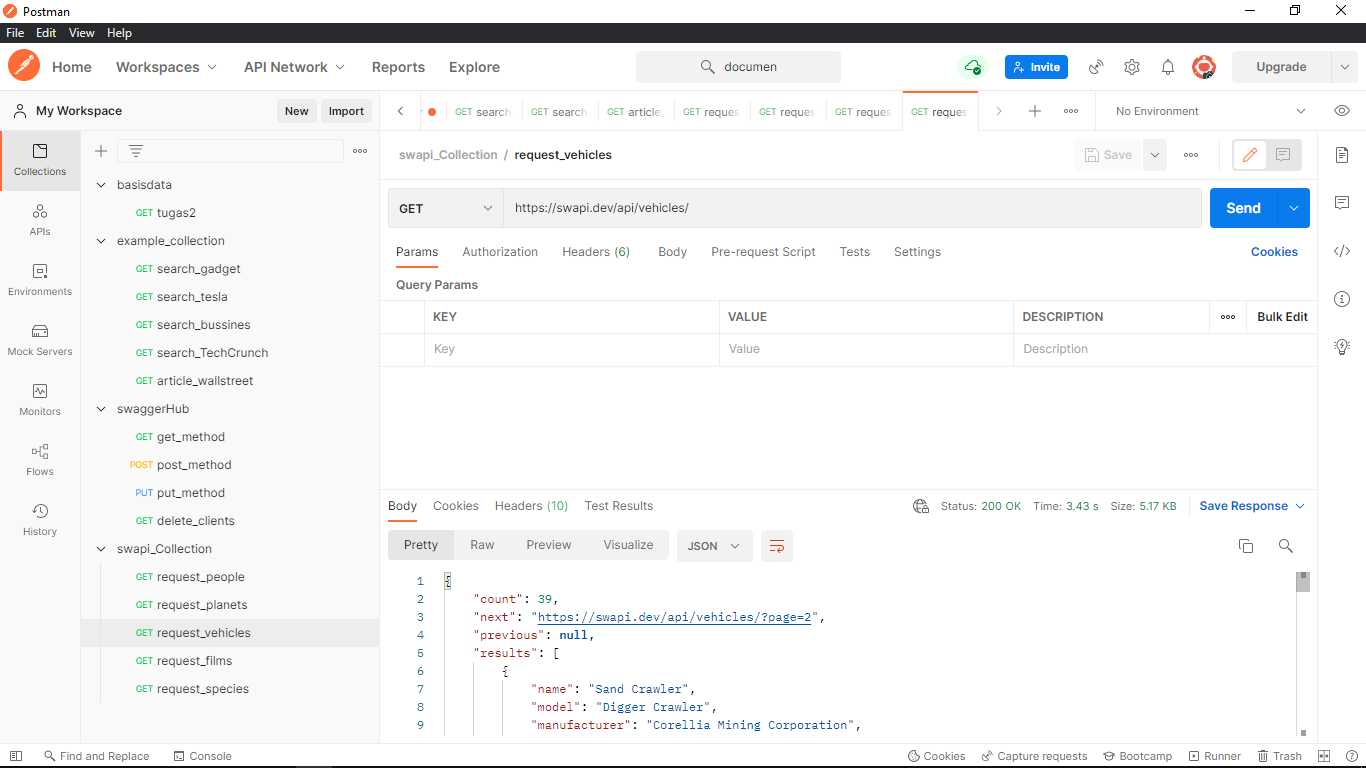 Postman
File Edit View Help
Home Workspaces API Network Reports Explore documen Invite Upgrade
My Workspace New Import
GET search GET search GET article_ GET reques GET reques GET reques GET reques No Environment
Collections
APIs
Environments
Mock Servers
Monitors
Flows
History
basisdata
GET tugas2
example_collection
GET search_gadget
GET search_tesla
GET search_bussines
GET search_TechCrunch
GET article_wallstreet
swaggerHub
GET get_method
POST post_method
PUT put_method
GET delete_clients
swapi_Collection
GET request_people
GET request_planets
GET request_vehicles
GET request_films
GET request_species
swapi_Collection / request_vehicles Save
GET https://swapi.dev/api/vehicles/ Send
Params Authorization Headers (6) Body Pre-request Script Tests Settings Cookies
Query Params
KEY VALUE DESCRIPTION Bulk Edit
Key Value Description
Body Cookies Headers (10) Test Results Status: 200 OK Time: 3.43 s Size: 5.17 KB Save Response
Pretty Raw Preview Visualize JSON
1 {
2 "count": 39,
3 "next": "https://swapi.dev/api/vehicles/?page=2",
4 "previous": null,
5 "results": [
6 {
7 "name": "Sand Crawler",
8 "model": "Digger Crawler",
9 "manufacturer": "Corellia Mining Corporation",
Find and Replace Console Cookies Capture requests Bootcamp Runner Trash